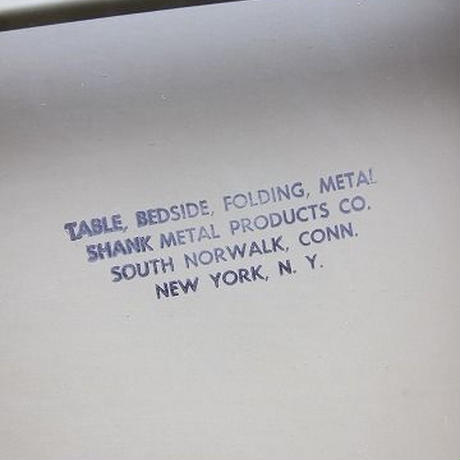 TABLE, BEDSIDE, FOLDING, METAL
SHANK METAL PRODUCTS CO.
SOUTH NORWALK, CONN.
NEW YORK, N. Y.